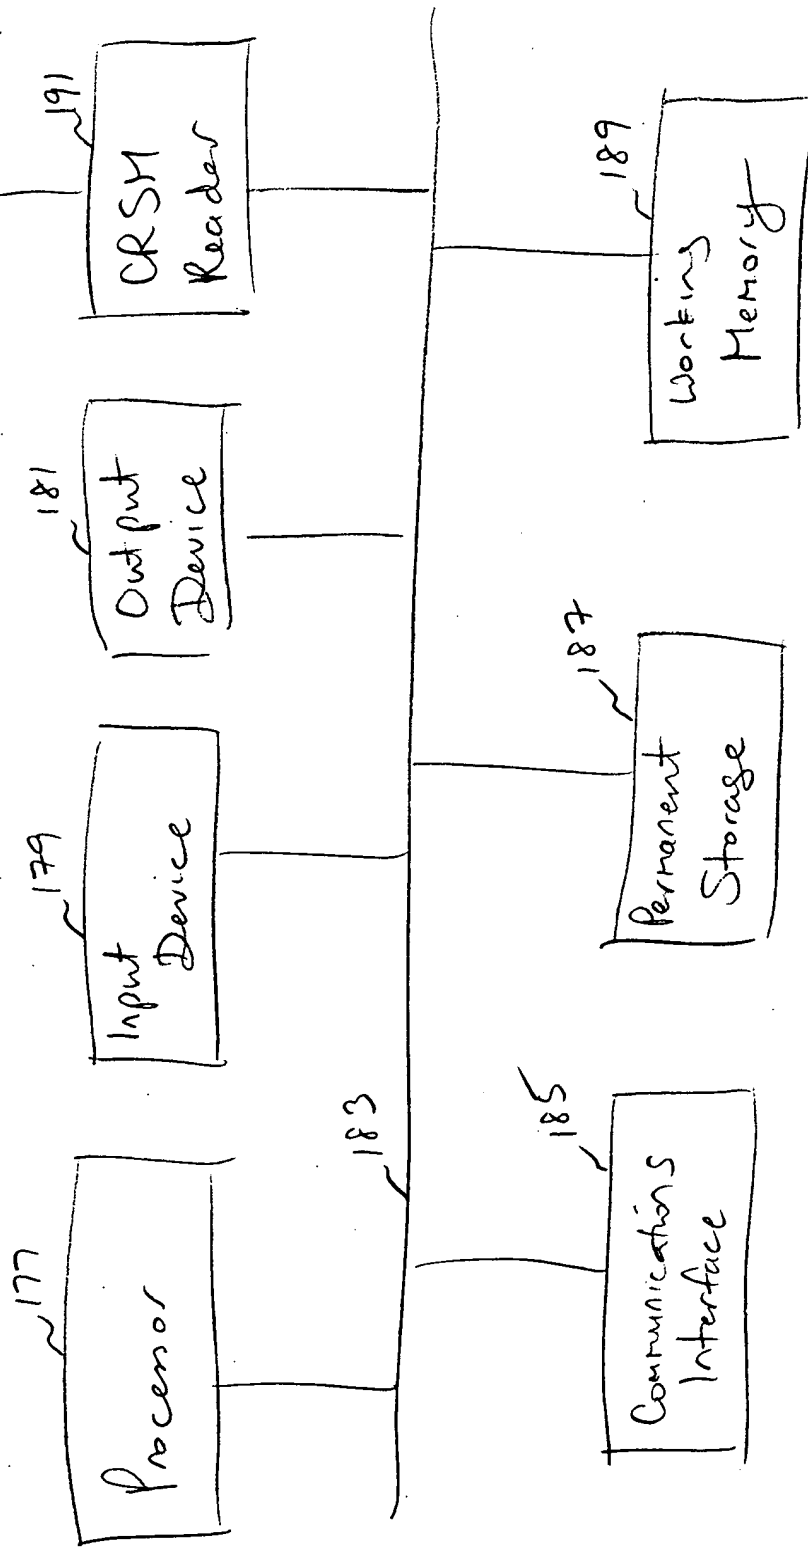 177
Processor
179
Input
Device
181
Output
Device
191
CRSM
Reader
183
185
Communications
Interface
187
Permanent
Storage
189
Working
Memory